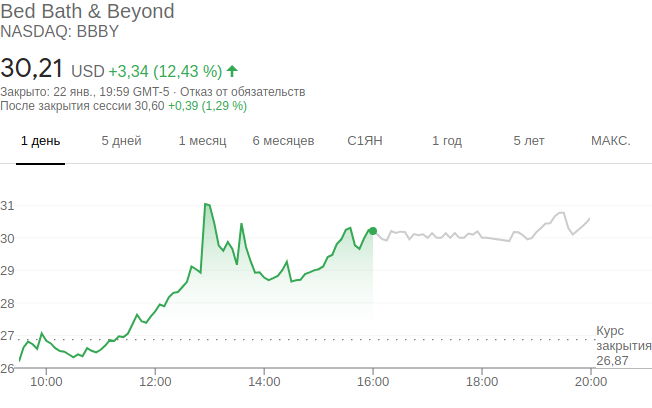 Bed Bath & Beyond
NASDAQ: BBBY
30,21 USD +3,34 (12,43 %)
Закрыто: 22 янв., 19:59 GMT-5 · Отказ от обязательств
После закрытия сессии 30,60 +0,39 (1,29 %)
1 день 5 дней 1 месяц 6 месяцев С1ЯН 1 год 5 лет МАКС.
31
30
29
28
27
26
Курс
закрытия
26,87
10:00 12:00 14:00 16:00 18:00 20:00